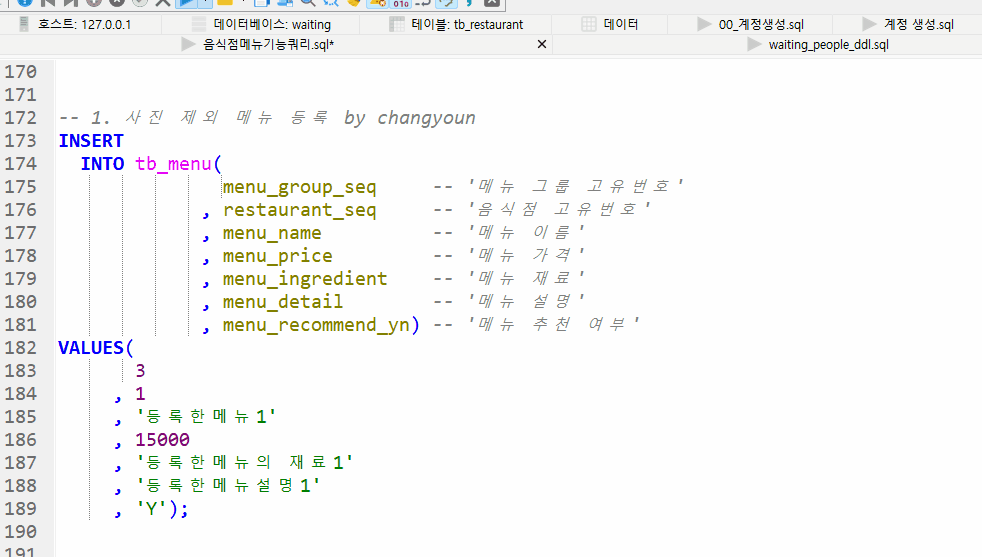 호스트: 127.0.0.1 데이터베이스: waiting 테이블: tb_restaurant 데이터 00_계정생성.sql 계정 생성.sql
음식점메뉴기능쿼리.sql* waiting_people_ddl.sql
170
171
172 -- 1. 사진 제외 메뉴 등록 by changyoun
173 INSERT
174 INTO tb_menu(
175 menu_group_seq -- '메뉴 그룹 고유번호'
176 , restaurant_seq -- '음식점 고유번호'
177 , menu_name -- '메뉴 이름'
178 , menu_price -- '메뉴 가격'
179 , menu_ingredient -- '메뉴 재료'
180 , menu_detail -- '메뉴 설명'
181 , menu_recommend_yn) -- '메뉴 추천 여부'
182 VALUES(
183 3
184 , 1
185 , '등록한메뉴1'
186 , 15000
187 , '등록한메뉴의 재료1'
188 , '등록한메뉴설명1'
189 , 'Y');
190
191